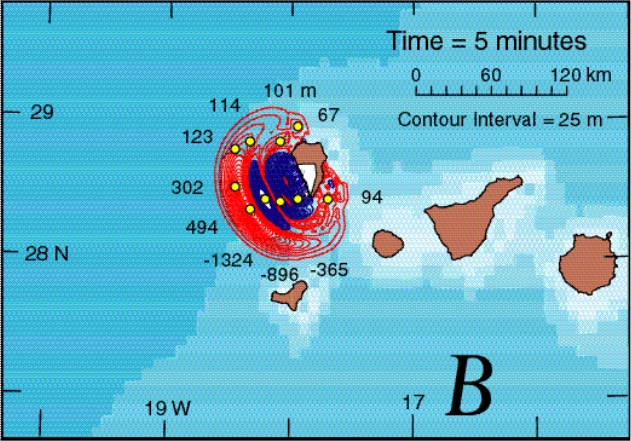 Time = 5 minutes
0 60 120 km
Contour Interval = 25 m
101 m
114
67
123
29
302
94
494
28 N
-1324
-896
-365
B
19 W
17